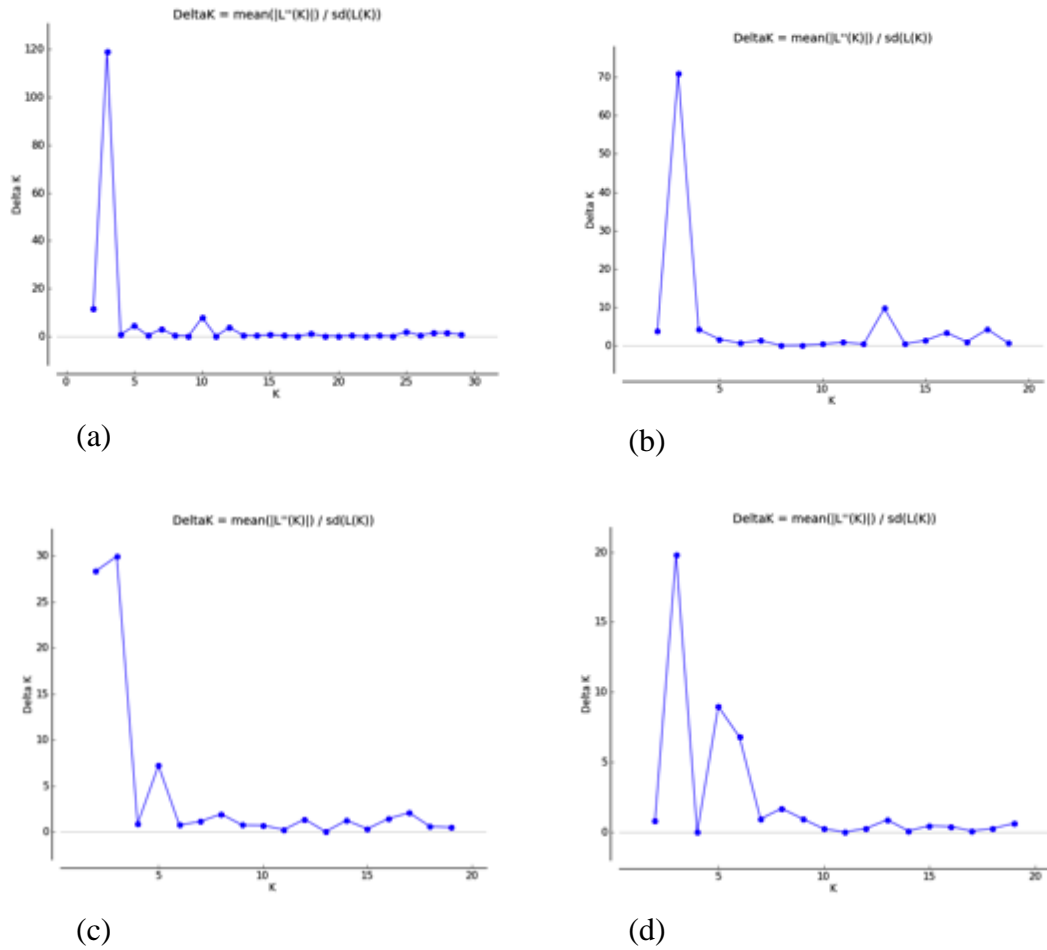 DeltaK = mean(|L"(K)|) / sd(L(K))
120
100
80
60
40
20
0
Delta K
0 5 10 15 20 25 30
K
(a)
DeltaK = mean(|L"(K)|) / sd(L(K))
70
60
50
40
30
20
10
0
Delta K
5 10 15 20
K
(b)
DeltaK = mean(|L"(K)|) / sd(L(K))
30
25
20
15
10
5
0
Delta K
5 10 15 20
K
(c)
DeltaK = mean(|L"(K)|) / sd(L(K))
20
15
10
5
0
Delta K
5 10 15 20
K
(d)